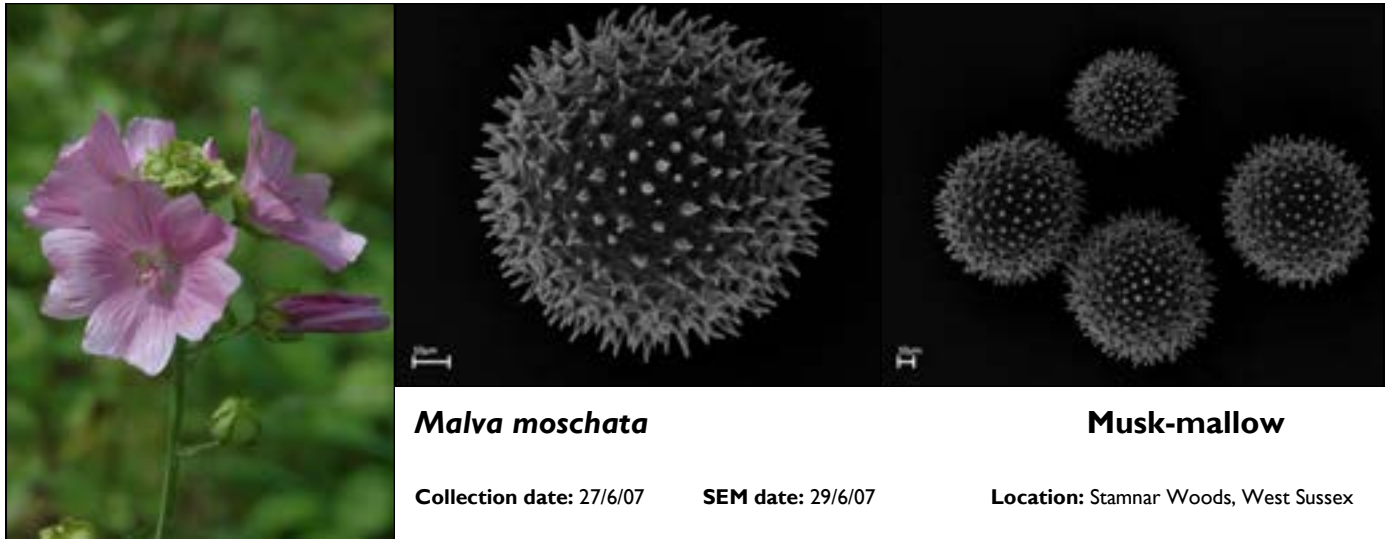 Malva moschata
Musk-mallow
Collection date: 27/6/07 SEM date: 29/6/07 Location: Stamnar Woods, West Sussex